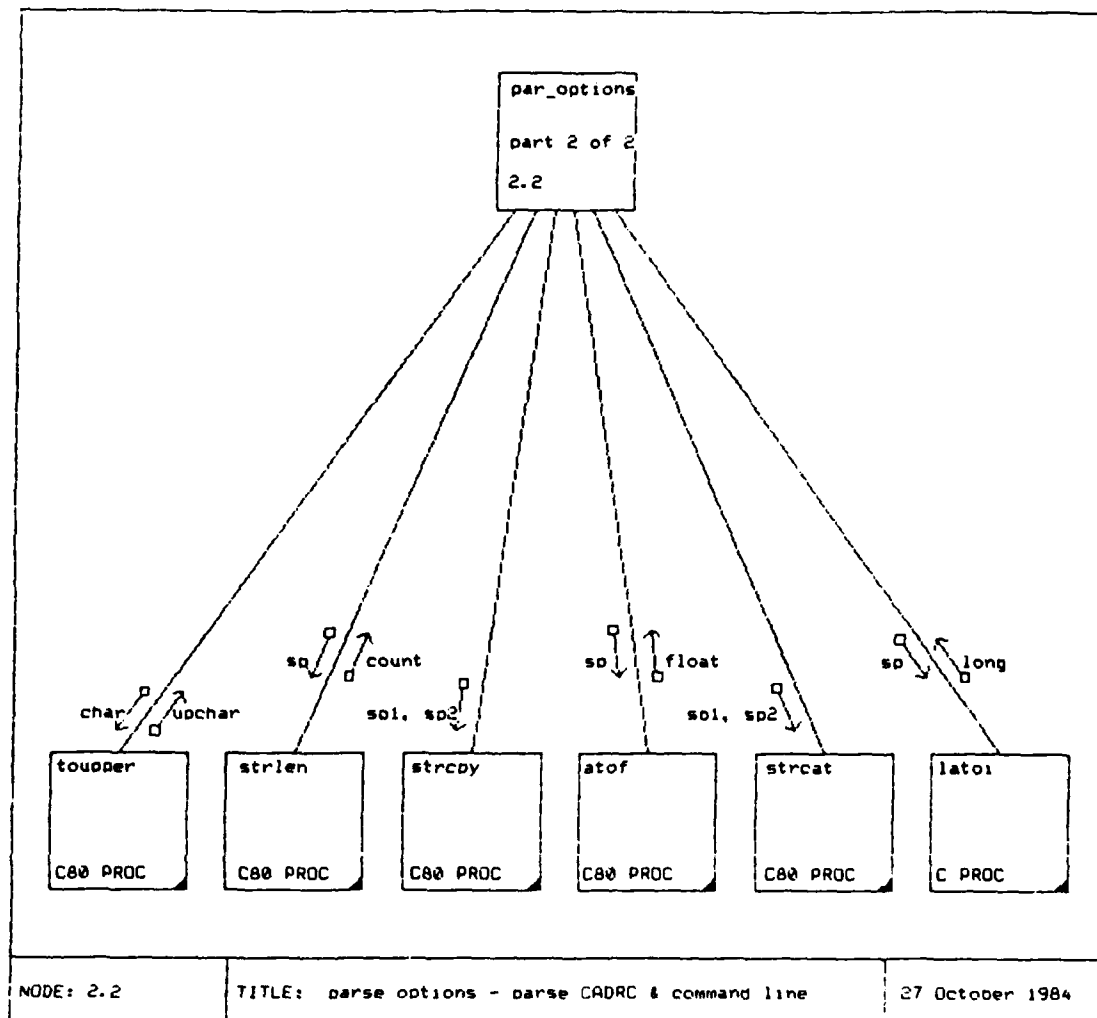 par_options
part 2 of 2
2.2
sp
count
sp
float
sp
long
char
upchar
sp1, sp2
sp1, sp2
toupper
strlen
strcpy
atof
strcat
latoi
C80 PROC
C80 PROC
C80 PROC
C80 PROC
C80 PROC
C PROC
NODE: 2.2
TITLE: parse options - parse CADRC & command line
27 October 1984